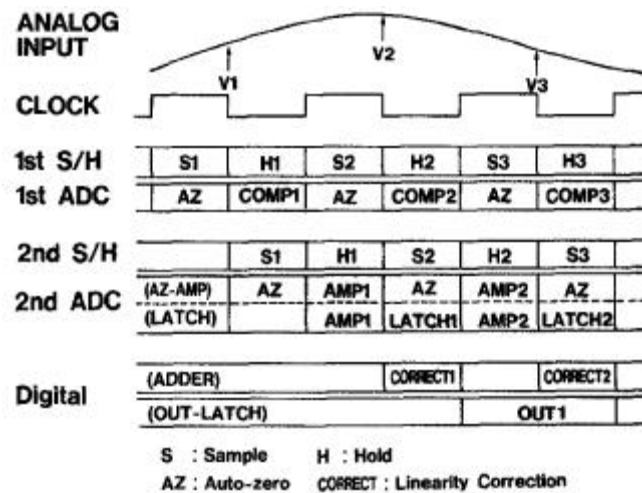 ANALOG
INPUT
V1 V2 V3
CLOCK
1st S/H S1 H1 S2 H2 S3 H3
1st ADC AZ COMP1 AZ COMP2 AZ COMP3
2nd S/H S1 H1 S2 H2 S3
2nd ADC
(AZ-AMP) AZ AMP1 AZ AMP2 AZ
(LATCH) AMP1 LATCH1 AMP2 LATCH2
Digital
(ADDER) CORRECT1 CORRECT2
(OUT-LATCH) OUT1
S : Sample H : Hold
AZ : Auto-zero CORRECT : Linearity Correction